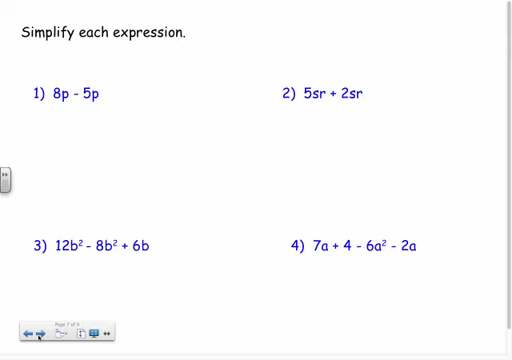 Simplify each expression.
1) 8p - 5p
2) 5sr + 2sr
3) 12b² - 8b² + 6b
4) 7a + 4 - 6a² - 2a
Page 7 of 9